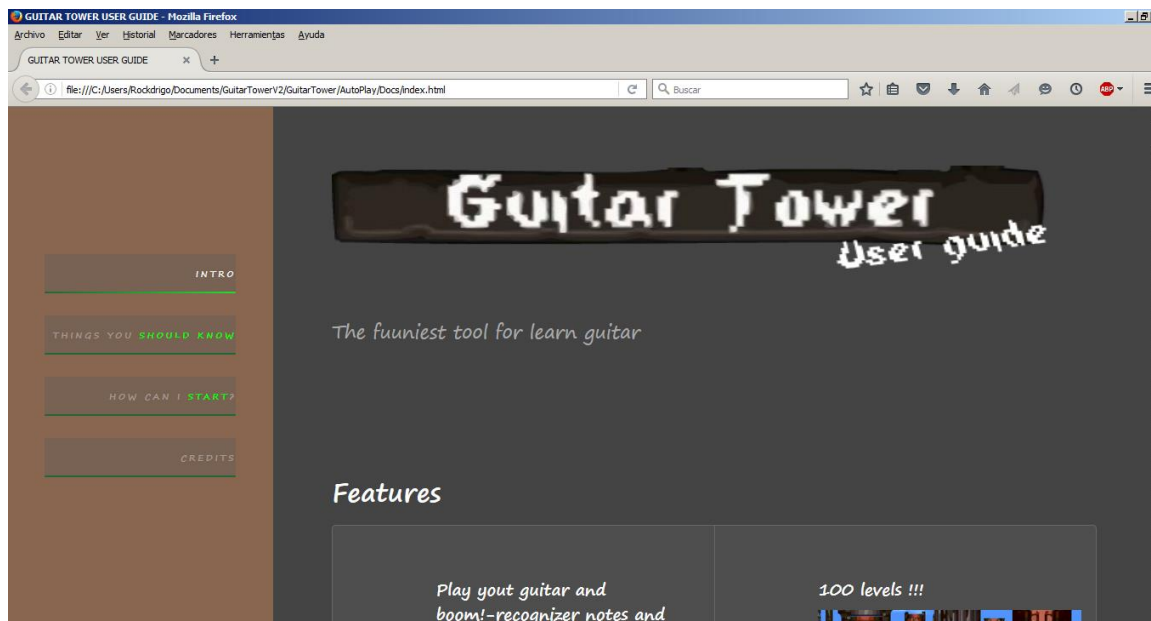 GUITAR TOWER USER GUIDE - Mozilla Firefox
Archivo Editar Ver Historial Marcadores Herramientas Ayuda
GUITAR TOWER USER GUIDE
file:///C:/Users/Rockdrigo/Documents/GuitarTowerV2/GuitarTower/AutoPlay/Docs/index.html
Buscar
ABP
Guitar Tower
User guide
INTRO
THINGS YOU SHOULD KNOW
HOW CAN I START?
CREDITS
The fuuniest tool for learn guitar
Features
Play yout guitar and
boom!-recognizer notes and
100 levels !!!